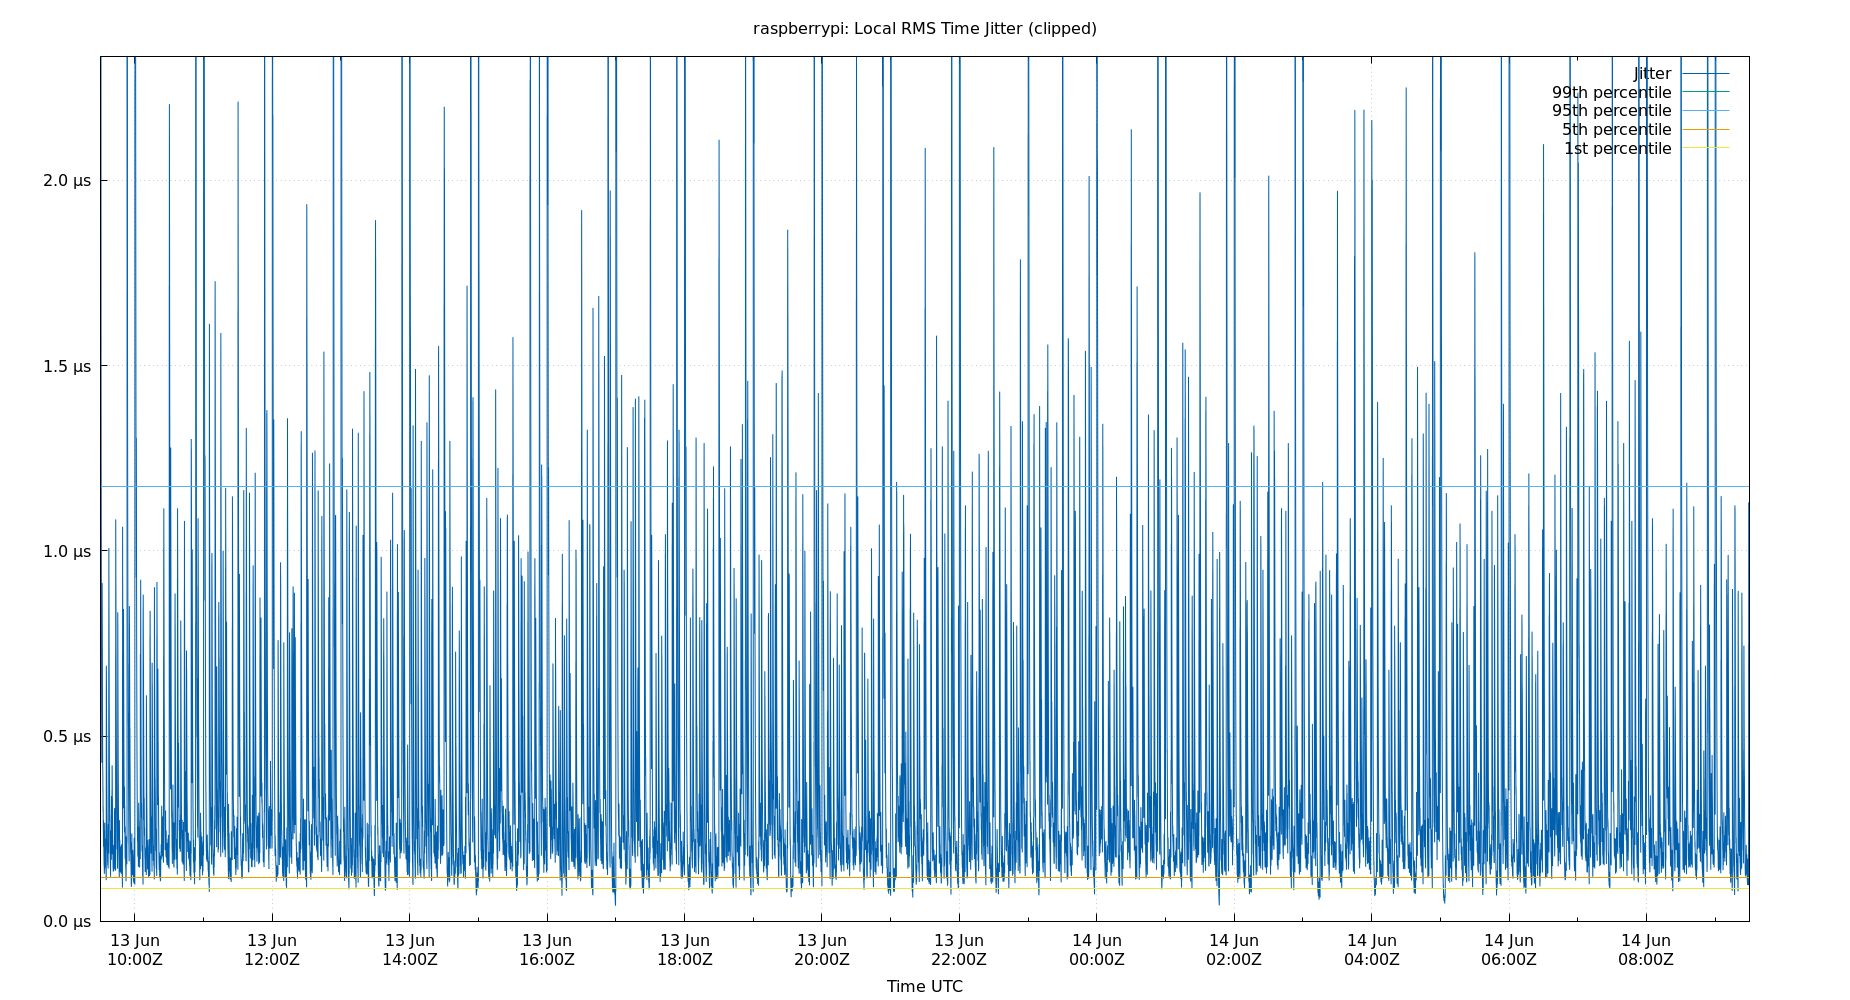 raspberrypi: Local RMS Time Jitter (clipped)
Jitter
99th percentile
95th percentile
5th percentile
1st percentile
2.0 µs
1.5 µs
1.0 µs
0.5 µs
0.0 µs
13 Jun 13 Jun 13 Jun 13 Jun 13 Jun 13 Jun 13 Jun 14 Jun 14 Jun 14 Jun 14 Jun 14 Jun
10:00Z 12:00Z 14:00Z 16:00Z 18:00Z 20:00Z 22:00Z 00:00Z 02:00Z 04:00Z 06:00Z 08:00Z
Time UTC